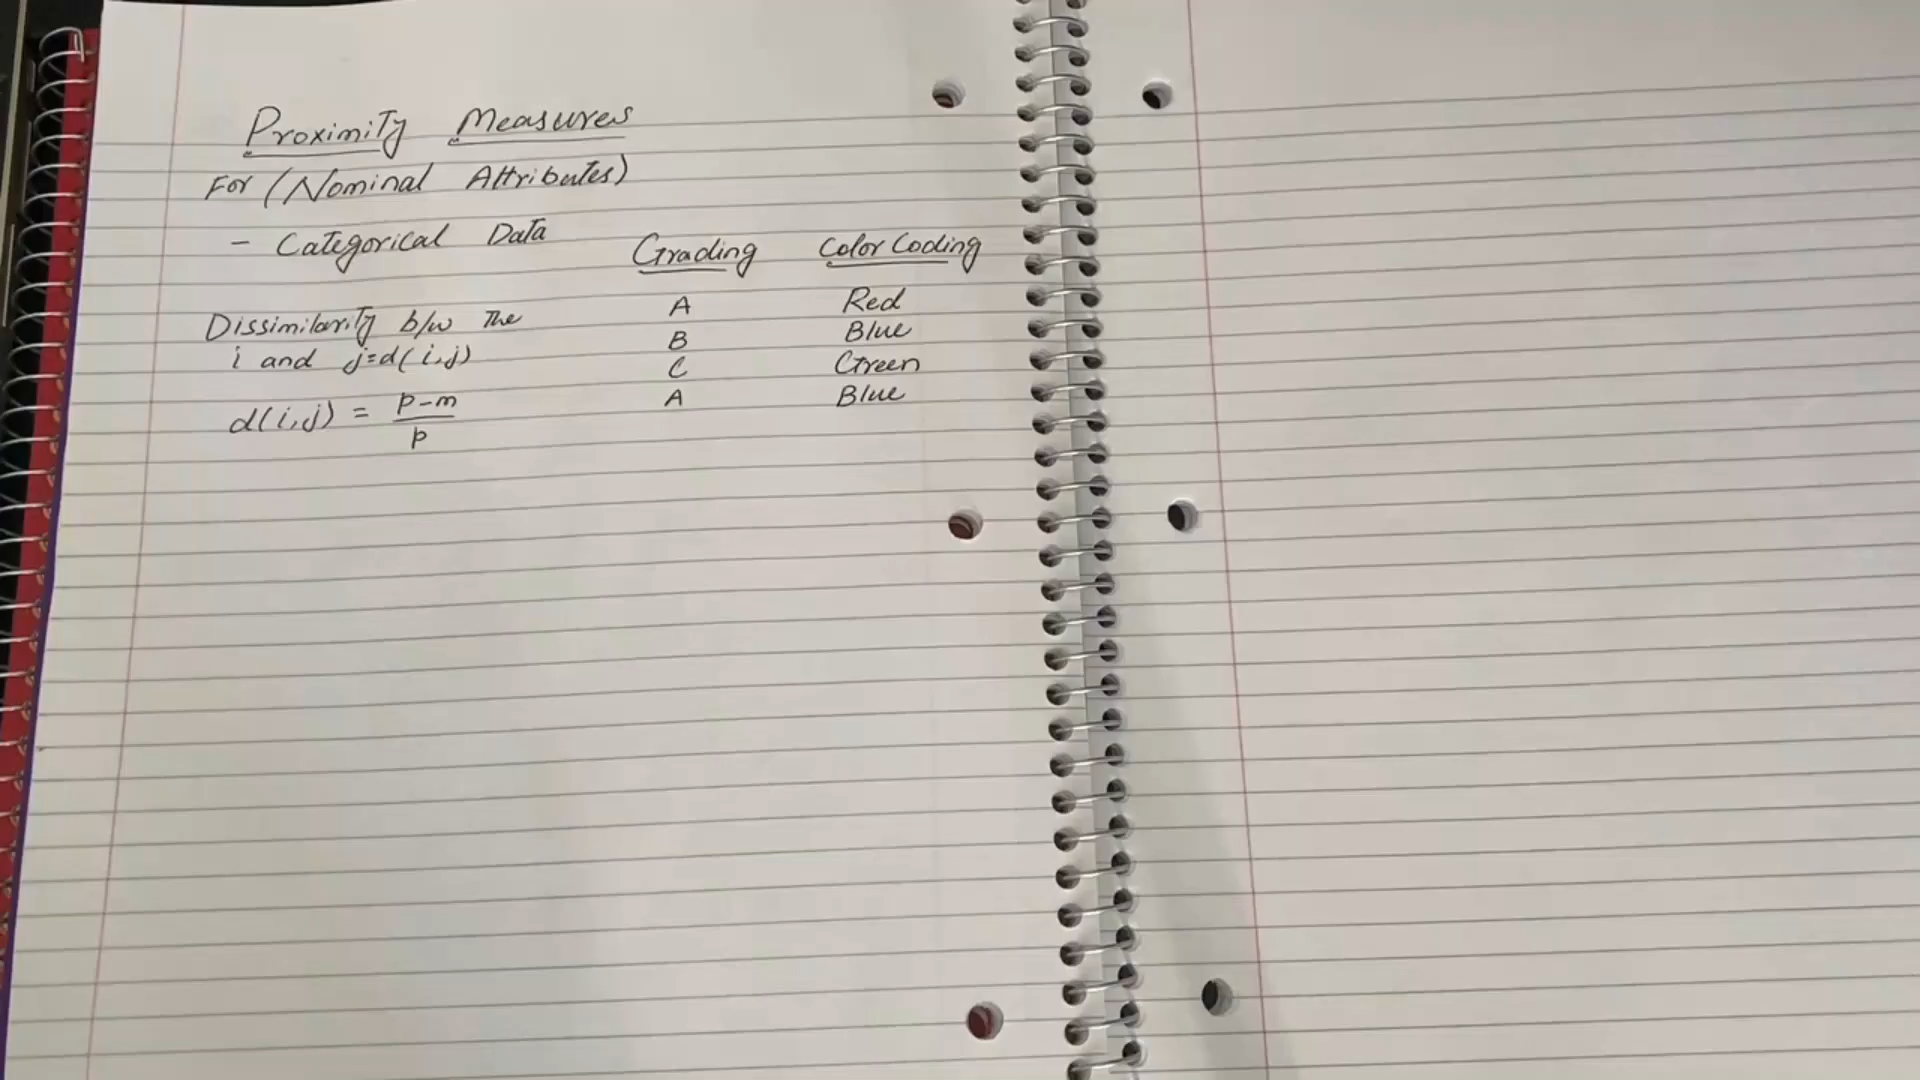 Proximity Measures
For (Nominal Attributes)
- Categorical Data
Grading Color Coding
A Red
B Blue
C Green
A Blue
Dissimilarity b/w The
i and j=d(i,j)
d(i,j) = p-m / p